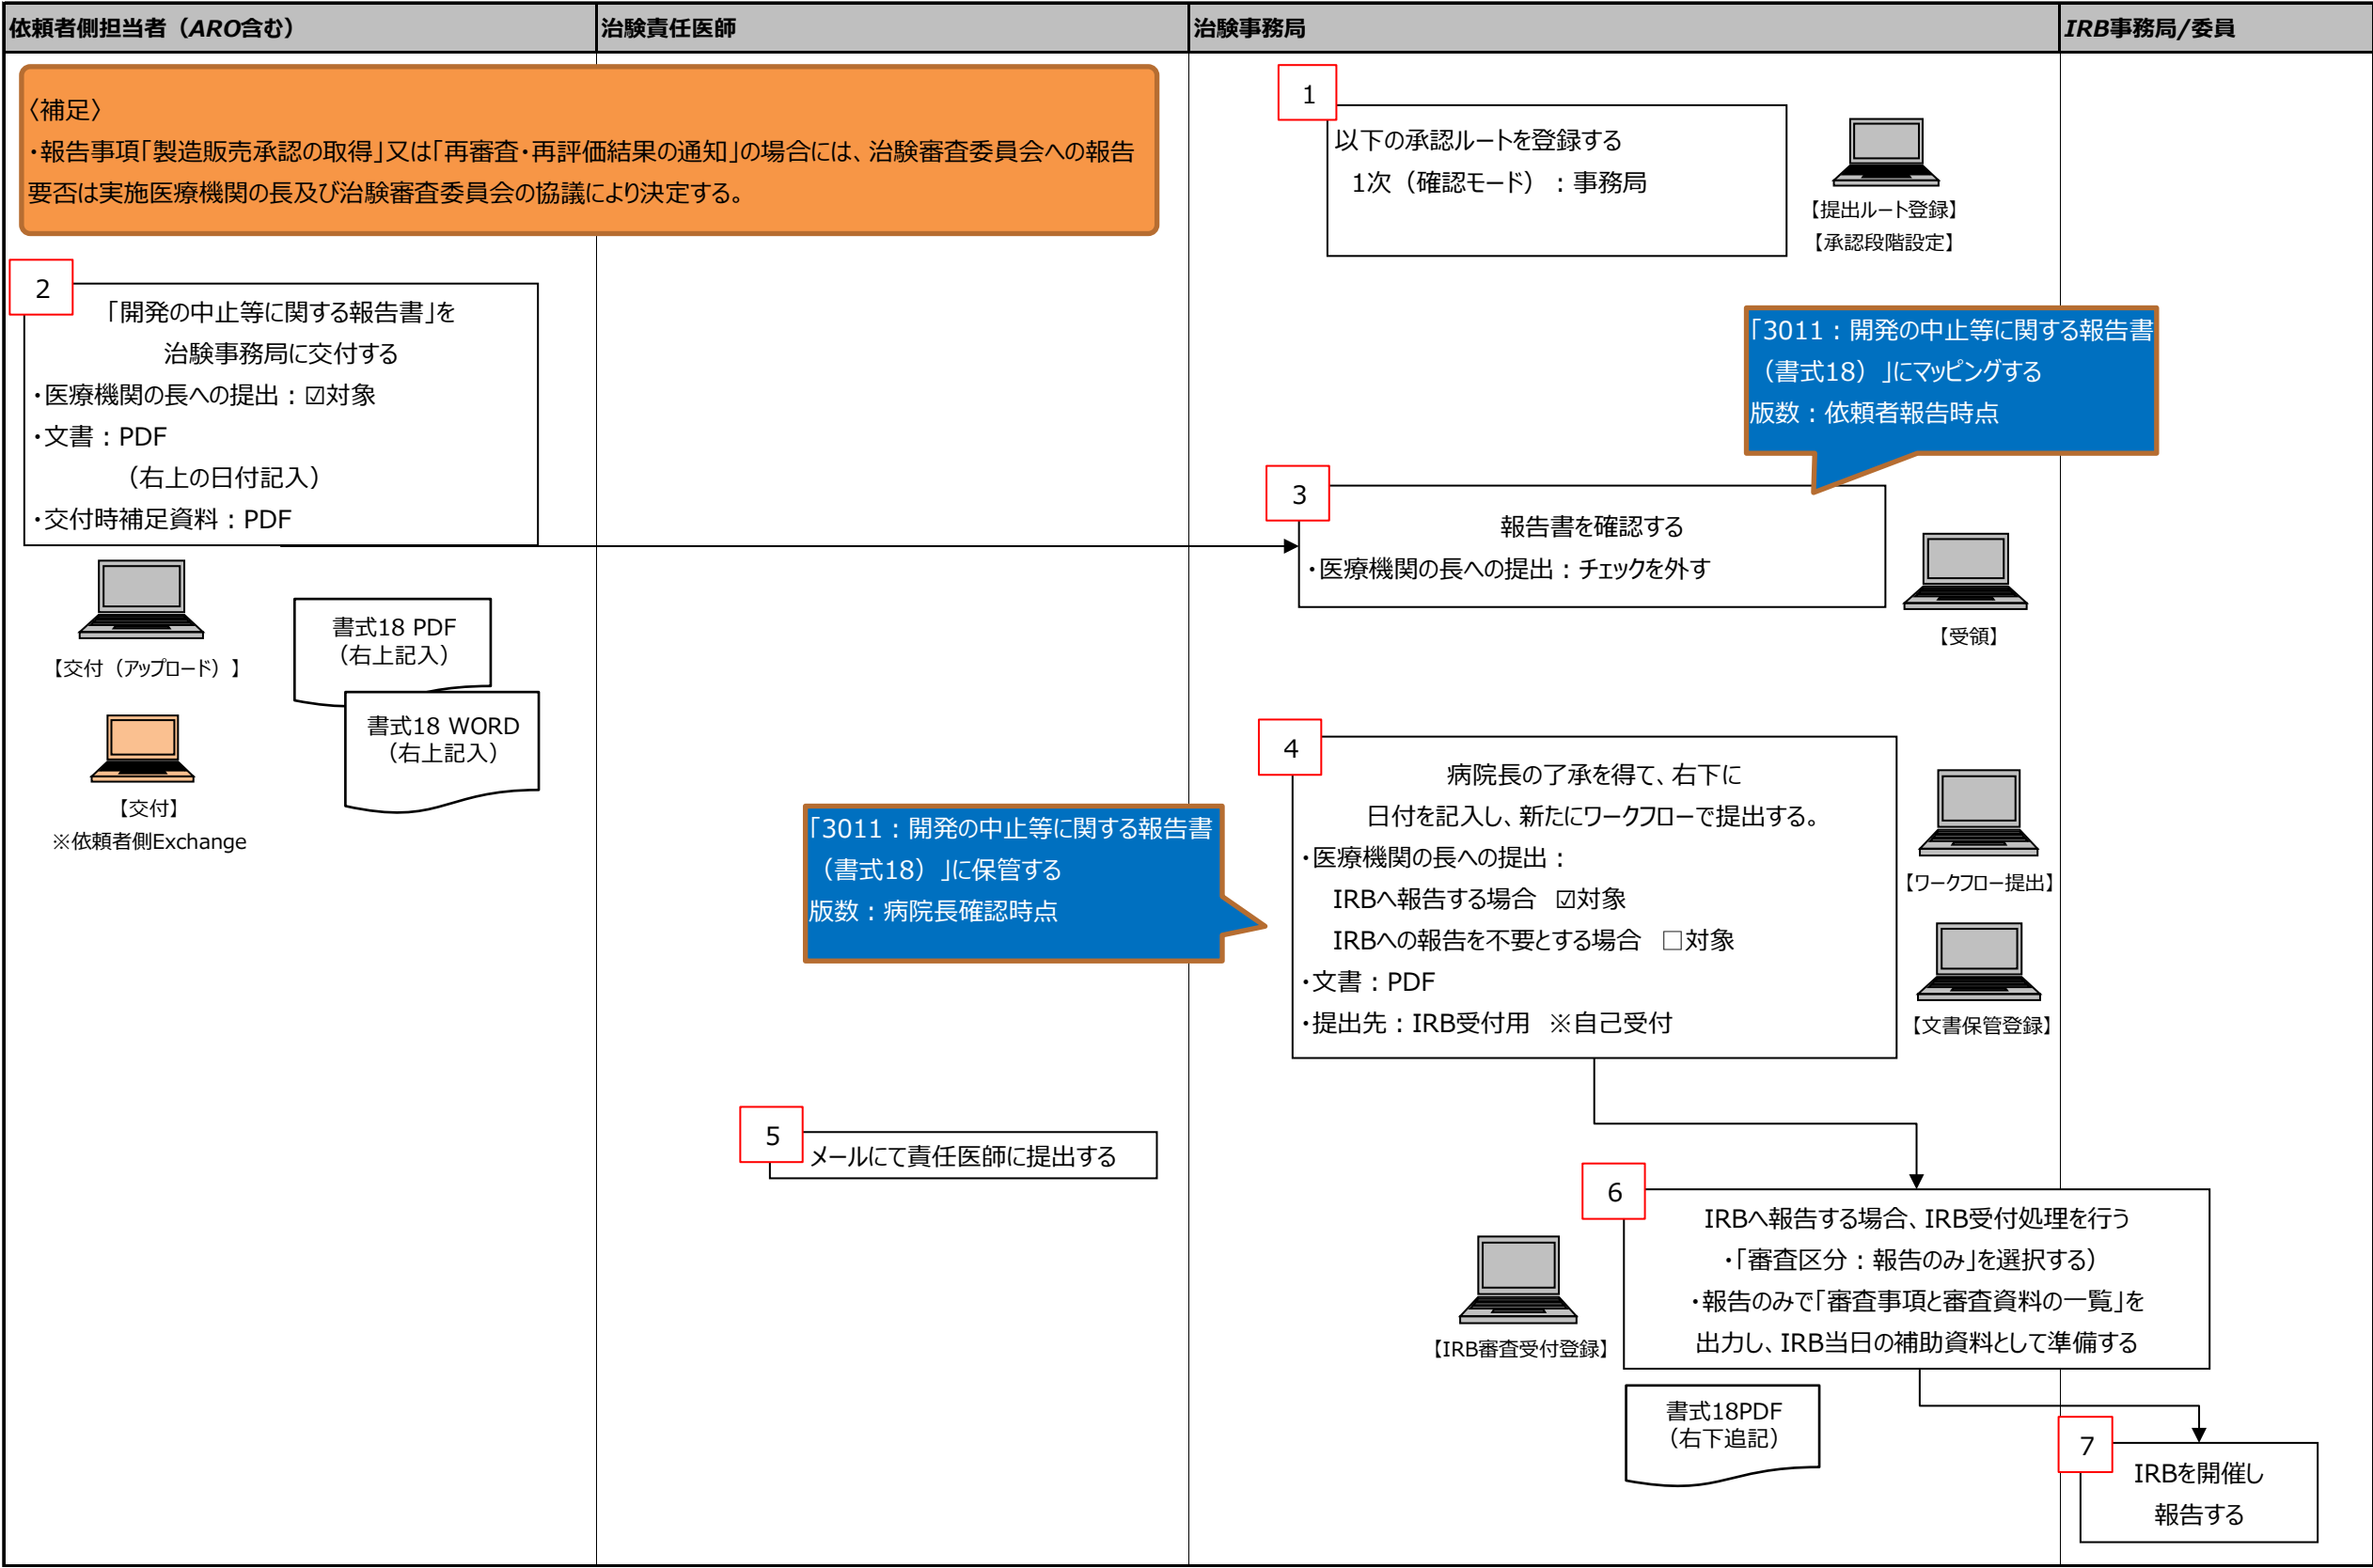 依頼者側担当者（ARO含む）
治験責任医師
治験事務局
IRB事務局/委員
〈補足〉
・報告事項「製造販売承認の取得」又は「再審査・再評価結果の通知」の場合には、治験審査委員会への報告
要否は実施医療機関の長及び治験審査委員会の協議により決定する。
1
以下の承認ルートを登録する
1次（確認モード）：事務局
【提出ルート登録】
【承認段階設定】
2
「開発の中止等に関する報告書」を
治験事務局に交付する
・医療機関の長への提出：☑対象
・文書：PDF
（右上の日付記入）
・交付時補足資料：PDF
【交付（アップロード）】
書式18 PDF
（右上記入）
書式18 WORD
（右上記入）
【交付】
※依頼者側Exchange
「3011：開発の中止等に関する報告書
（書式18）」にマッピングする
版数：依頼者報告時点
3
報告書を確認する
・医療機関の長への提出：チェックを外す
【受領】
4
病院長の了承を得て、右下に
日付を記入し、新たにワークフローで提出する。
・医療機関の長への提出：
IRBへ報告する場合　☑対象
IRBへの報告を不要とする場合　□対象
・文書：PDF
・提出先：IRB受付用　※自己受付
【ワークフロー提出】
【文書保管登録】
「3011：開発の中止等に関する報告書
（書式18）」に保管する
版数：病院長確認時点
5
メールにて責任医師に提出する
6
IRBへ報告する場合、IRB受付処理を行う
・「審査区分：報告のみ」を選択する）
・報告のみで「審査事項と審査資料の一覧」を
出力し、IRB当日の補助資料として準備する
【IRB審査受付登録】
書式18PDF
（右下追記）
7
IRBを開催し
報告する